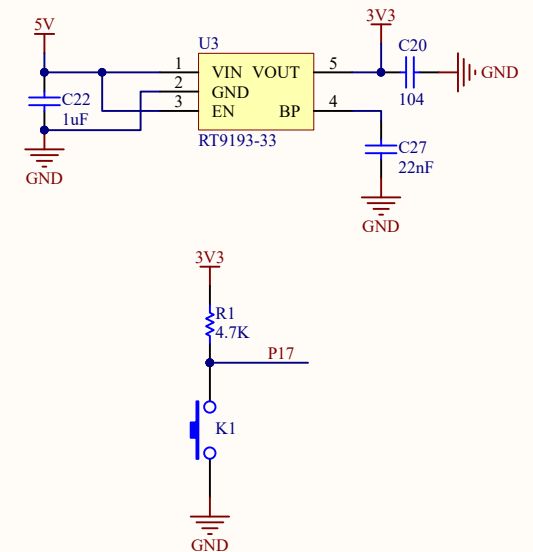 5V
3V3
U3
C20
1
VIN
VOUT
5
GND
2
GND
C22
104
3
EN
BP
4
1uF
RT9193-33
C27
22nF
GND
GND
3V3
R1
4.7K
P17
K1
GND